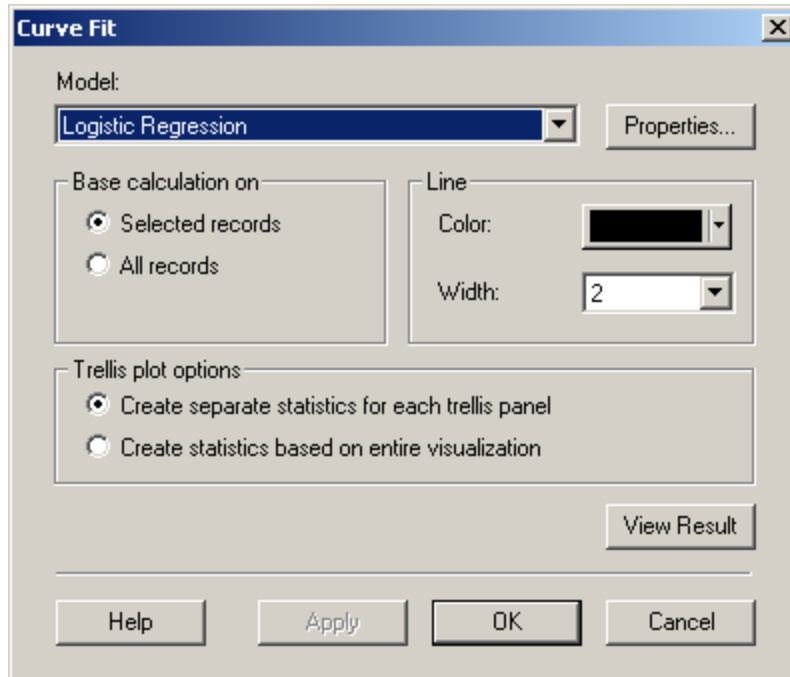 Curve Fit
Model:
Logistic Regression
Properties...
Base calculation on
Selected records
All records
Line
Color:
Width:
2
Trellis plot options
Create separate statistics for each trellis panel
Create statistics based on entire visualization
View Result
Help
Apply
OK
Cancel